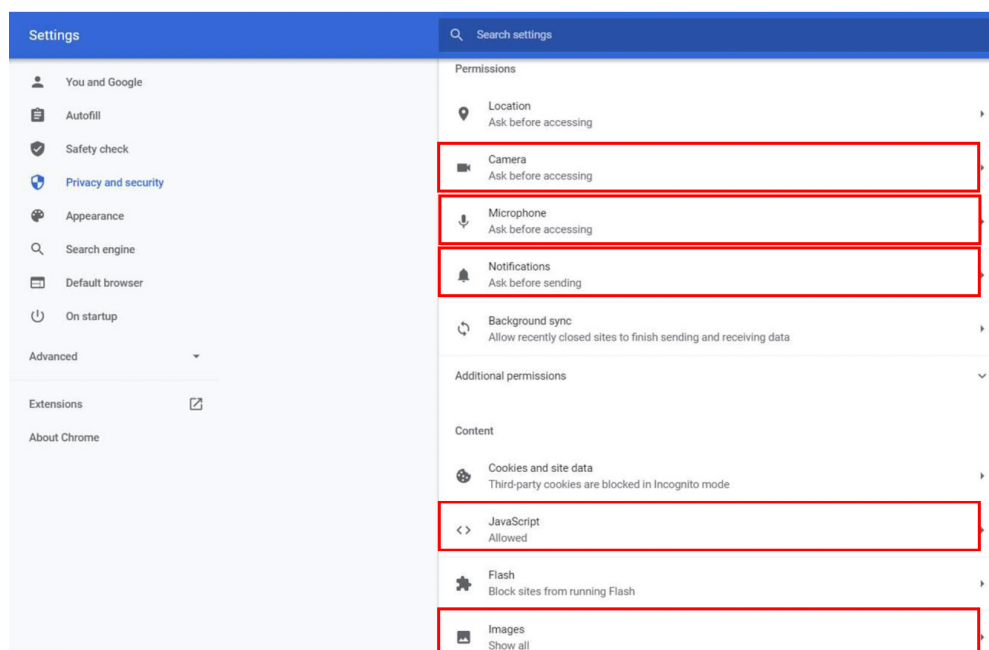 Settings
Search settings
You and Google
Autofill
Safety check
Privacy and security
Appearance
Search engine
Default browser
On startup
Advanced
Extensions
About Chrome
Permissions
Location
Ask before accessing
Camera
Ask before accessing
Microphone
Ask before accessing
Notifications
Ask before sending
Background sync
Allow recently closed sites to finish sending and receiving data
Additional permissions
Content
Cookies and site data
Third-party cookies are blocked in Incognito mode
JavaScript
Allowed
Flash
Block sites from running Flash
Images
Show all